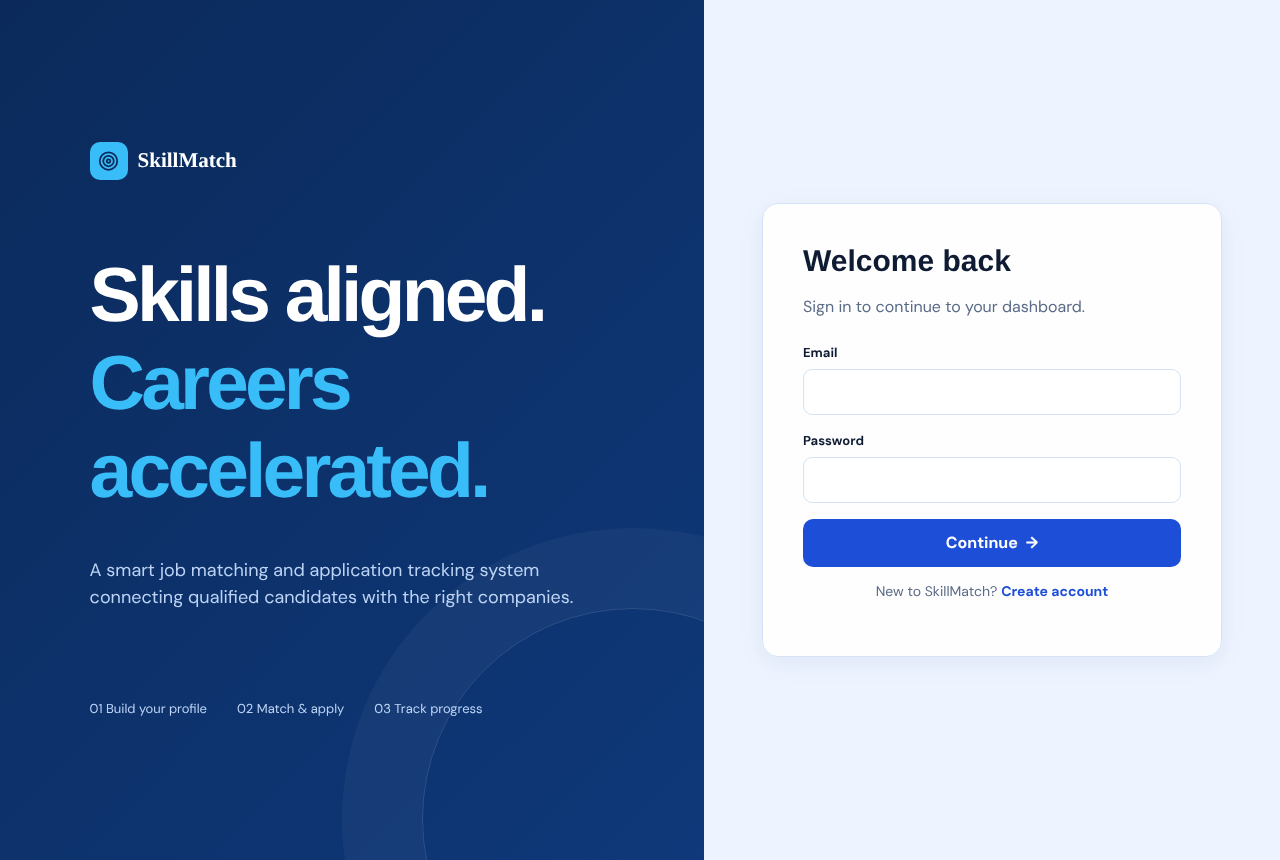 SkillMatch
Skills aligned.
Careers
accelerated.
A smart job matching and application tracking system
connecting qualified candidates with the right companies.
01 Build your profile 02 Match & apply 03 Track progress
Welcome back
Sign in to continue to your dashboard.
Email
Password
Continue →
New to SkillMatch? Create account